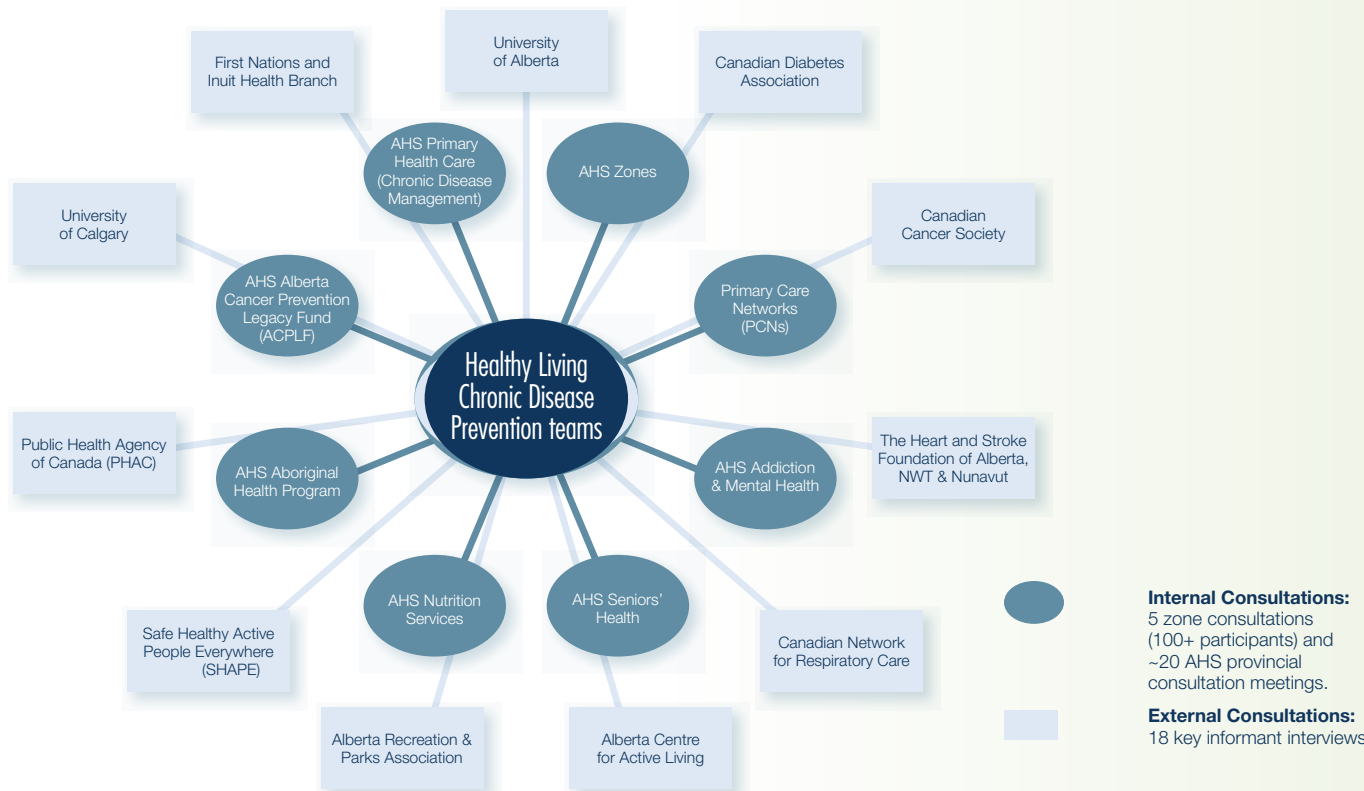 University
of Alberta
First Nations and
Inuit Health Branch
Canadian Diabetes
Association
AHS Primary
Health Care
(Chronic Disease
Management)
AHS Zones
University
of Calgary
Canadian
Cancer Society
AHS Alberta
Cancer Prevention
Legacy Fund
(ACPLF)
Primary Care
Networks
(PCNs)
Healthy Living
Chronic Disease
Prevention teams
Public Health Agency
of Canada (PHAC)
AHS Aboriginal
Health Program
AHS Addiction
& Mental Health
The Heart and Stroke
Foundation of Alberta,
NWT & Nunavut
AHS Nutrition
Services
AHS Seniors’
Health
Safe Healthy Active
People Everywhere
(SHAPE)
Canadian Network
for Respiratory Care
Alberta Recreation &
Parks Association
Alberta Centre
for Active Living
Internal Consultations:
5 zone consultations
(100+ participants) and
~20 AHS provincial
consultation meetings.
External Consultations:
18 key informant interviews